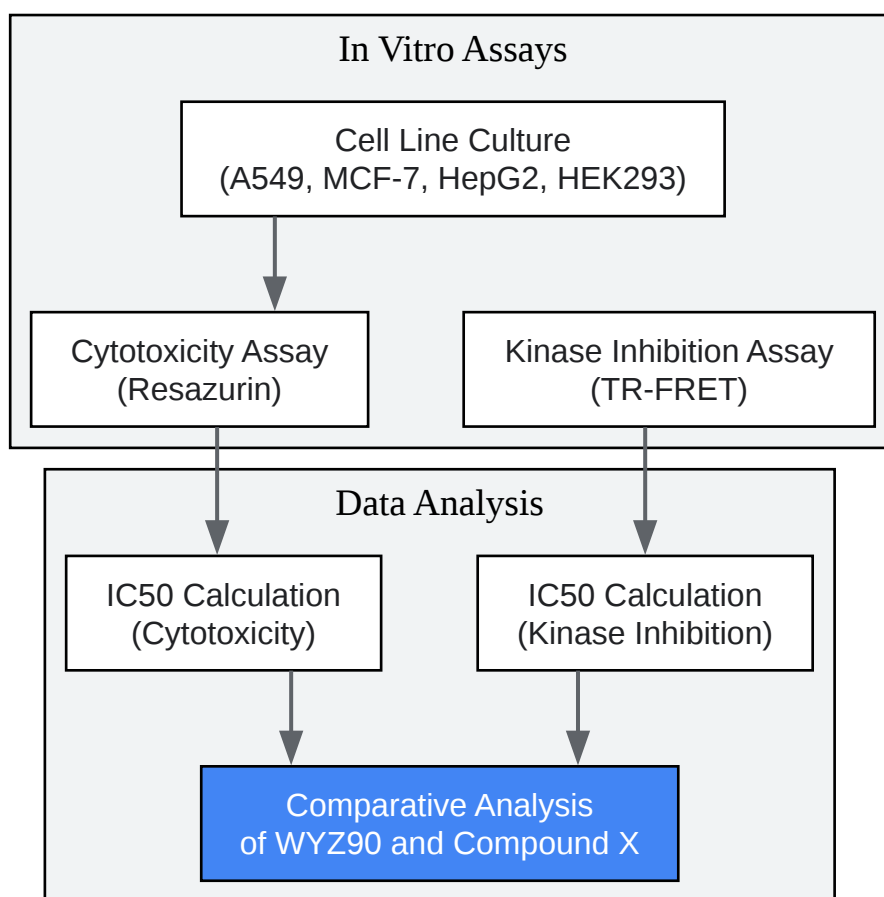 In Vitro Assays
Cell Line Culture
(A549, MCF-7, HepG2, HEK293)
Cytotoxicity Assay
(Resazurin)
Kinase Inhibition Assay
(TR-FRET)
Data Analysis
IC50 Calculation
(Cytotoxicity)
IC50 Calculation
(Kinase Inhibition)
Comparative Analysis
of WYZ90 and Compound X